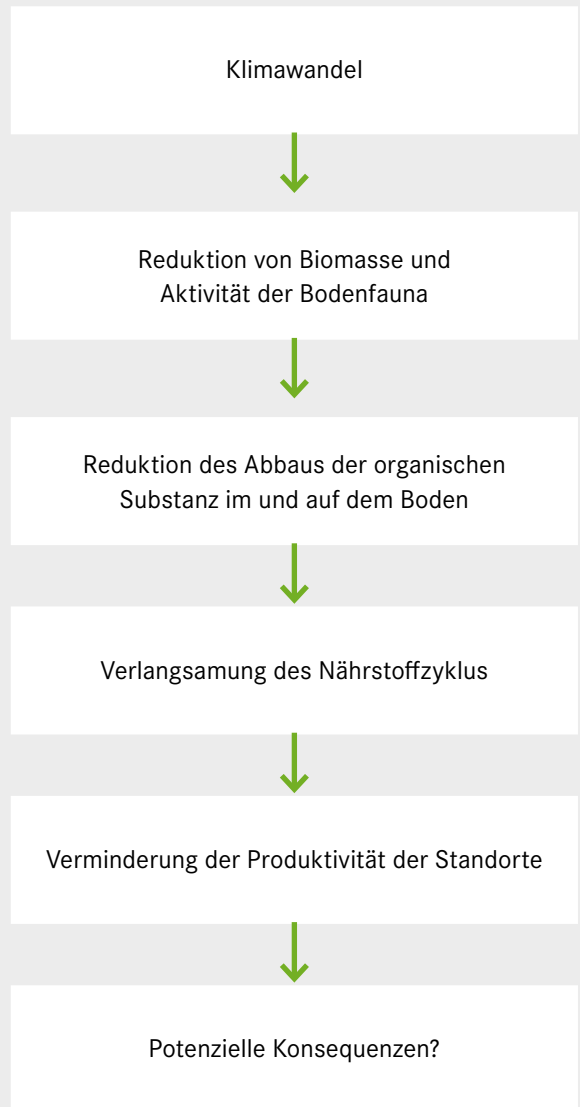 Klimawandel
Reduktion von Biomasse und
Aktivität der Bodenfauna
Reduktion des Abbaus der organischen
Substanz im und auf dem Boden
Verlangsamung des Nährstoffzyklus
Verminderung der Produktivität der Standorte
Potenzielle Konsequenzen?